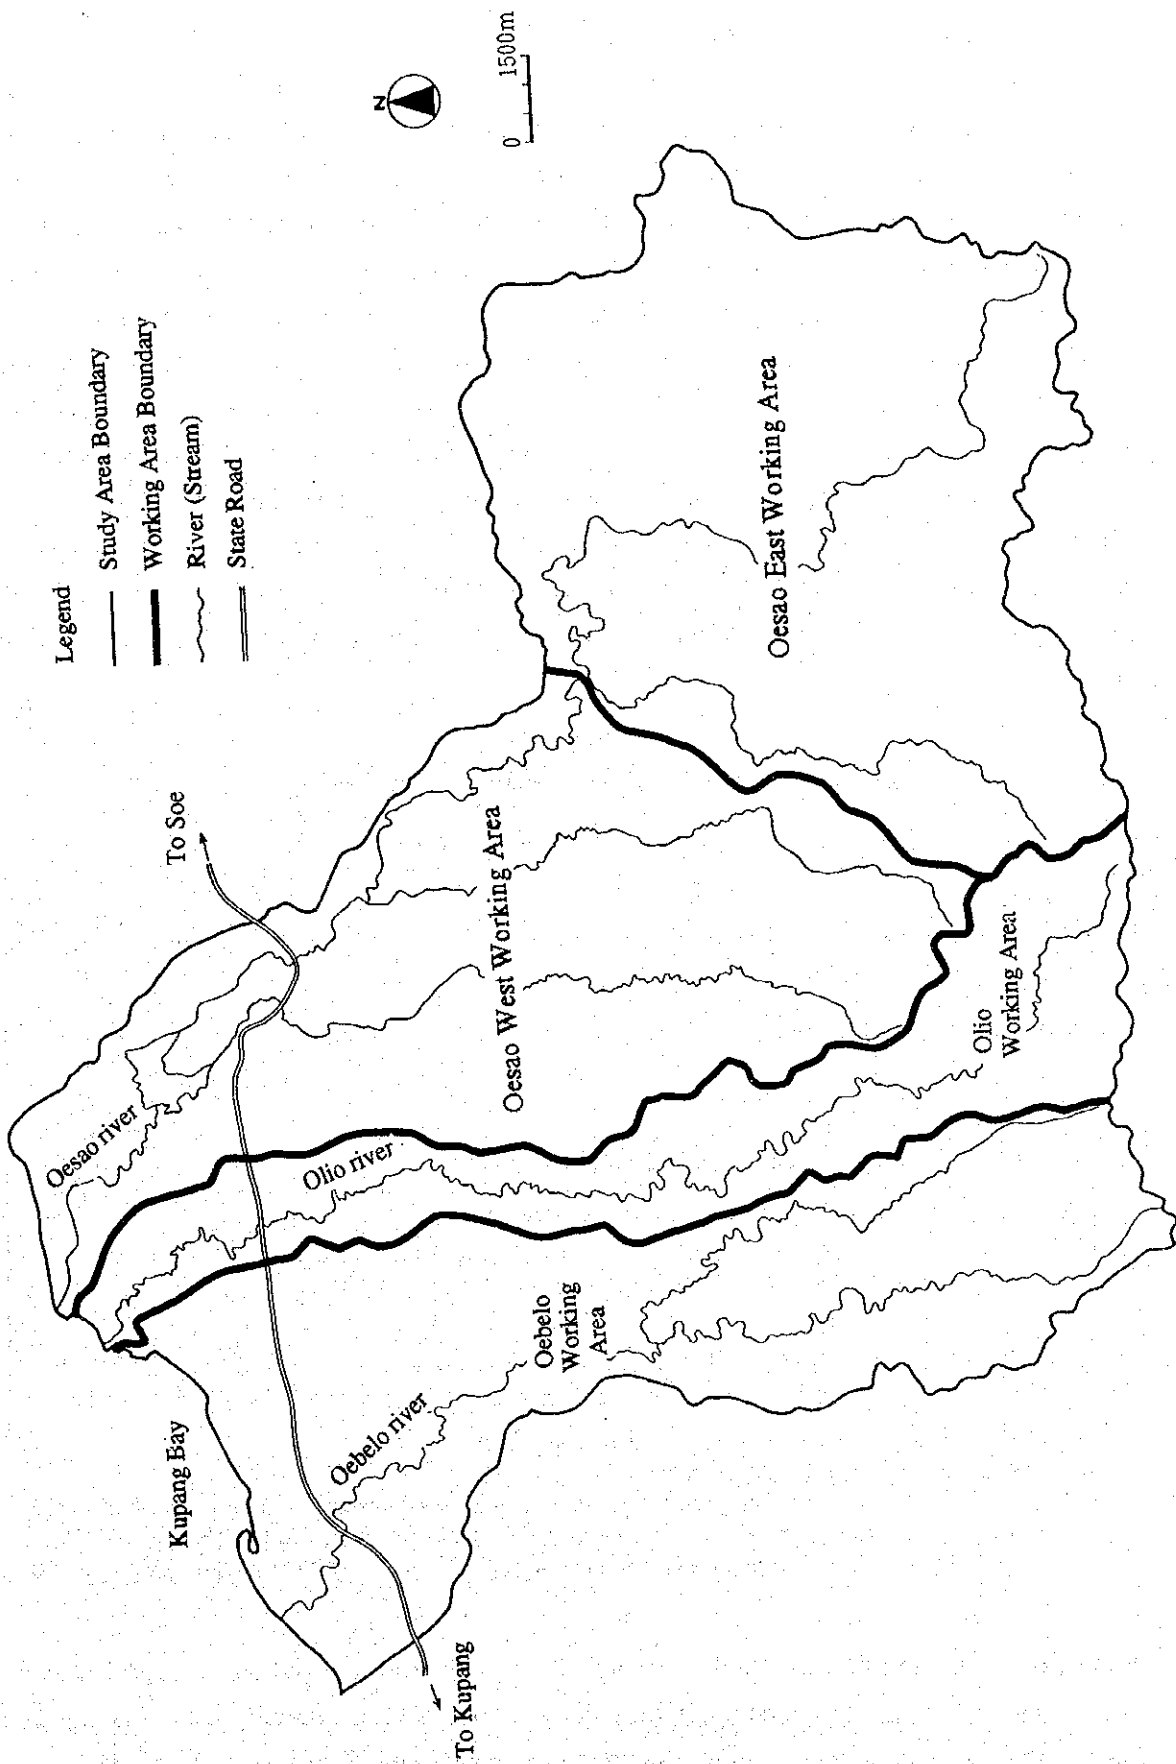 Legend
Study Area Boundary
Working Area Boundary
River (Stream)
State Road
N
0 1500m
To Soe
Kupang Bay
Oesao river
Olio river
Oebelo river
To Kupang
Oesao West Working Area
Oesao East Working Area
Olio
Working Area
Oebelo
Working
Area